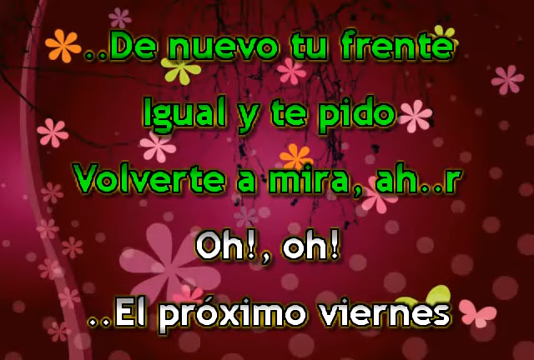 ..De nuevo tu frente
Igual y te pido
Volverte a mira, ah..r
Oh!, oh!
..El próximo viernes